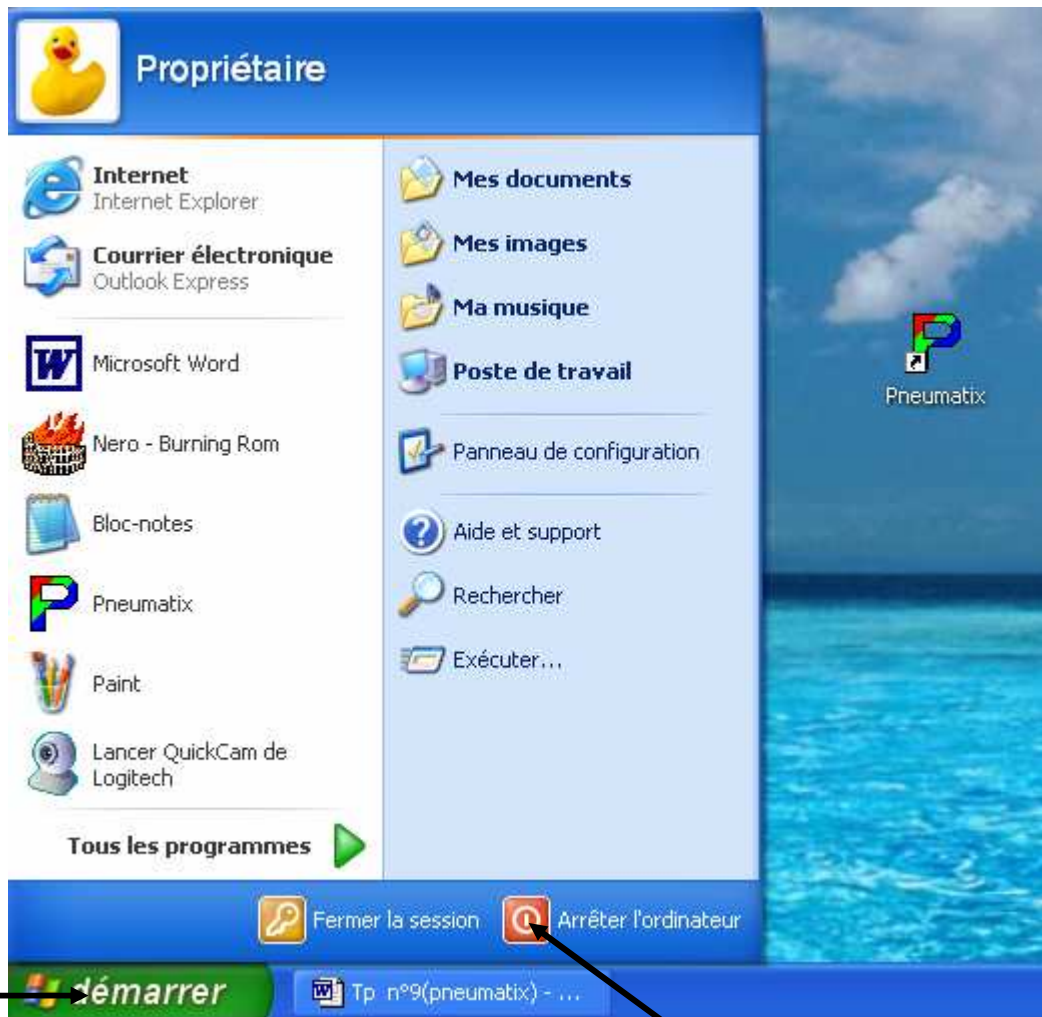 Propriétaire
Internet
Internet Explorer
Courrier électronique
Outlook Express
Microsoft Word
Nero - Burning Rom
Bloc-notes
Pneumatix
Paint
Lancer QuickCam de
Logitech
Tous les programmes
Mes documents
Mes images
Ma musique
Poste de travail
Panneau de configuration
Aide et support
Rechercher
Exécuter...
Pneumatix
Fermer la session
Arrêter l'ordinateur
démarrer
Tp n°9(pneumatix) - ...